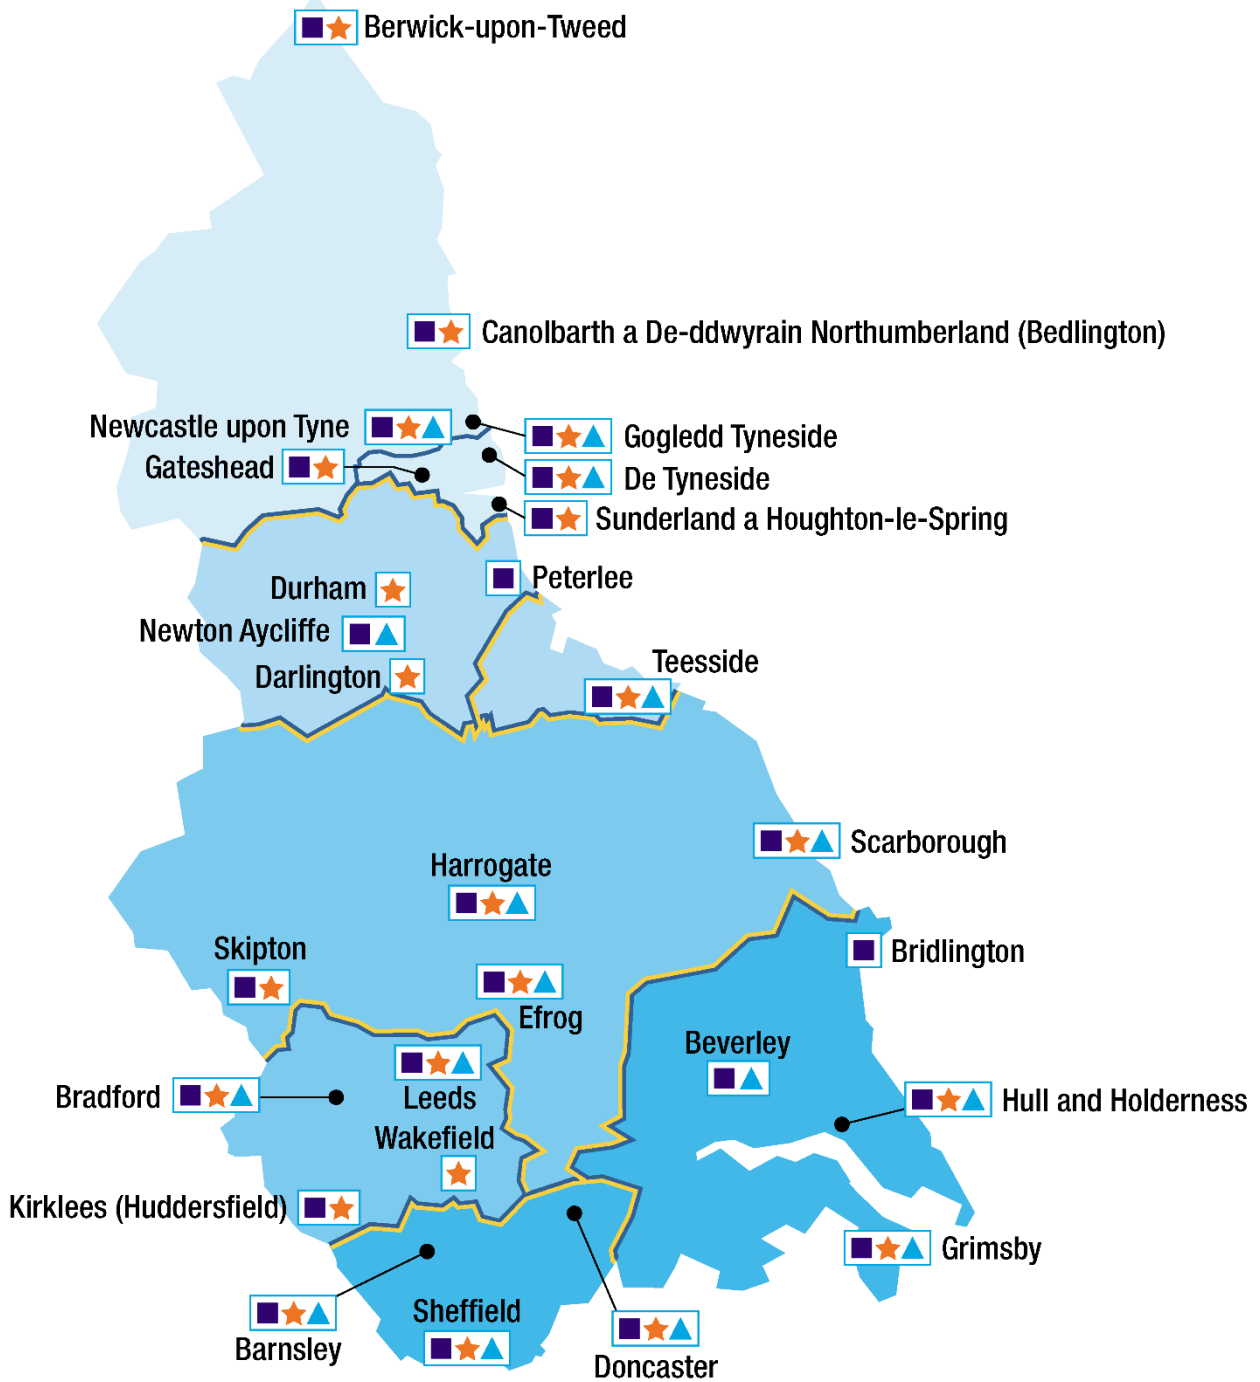 Berwick-upon-Tweed
Canolbarth a De-ddwyrain Northumberland (Bedlington)
Newcastle upon Tyne
Gogledd Tyneside
Gateshead
De Tyneside
Sunderland a Houghton-le-Spring
Durham
Peterlee
Newton Aycliffe
Darlington
Teesside
Scarborough
Harrogate
Skipton
Bridlington
Efrog
Beverley
Bradford
Leeds
Hull and Holderness
Wakefield
Kirklees (Huddersfield)
Grimsby
Sheffield
Barnsley
Doncaster